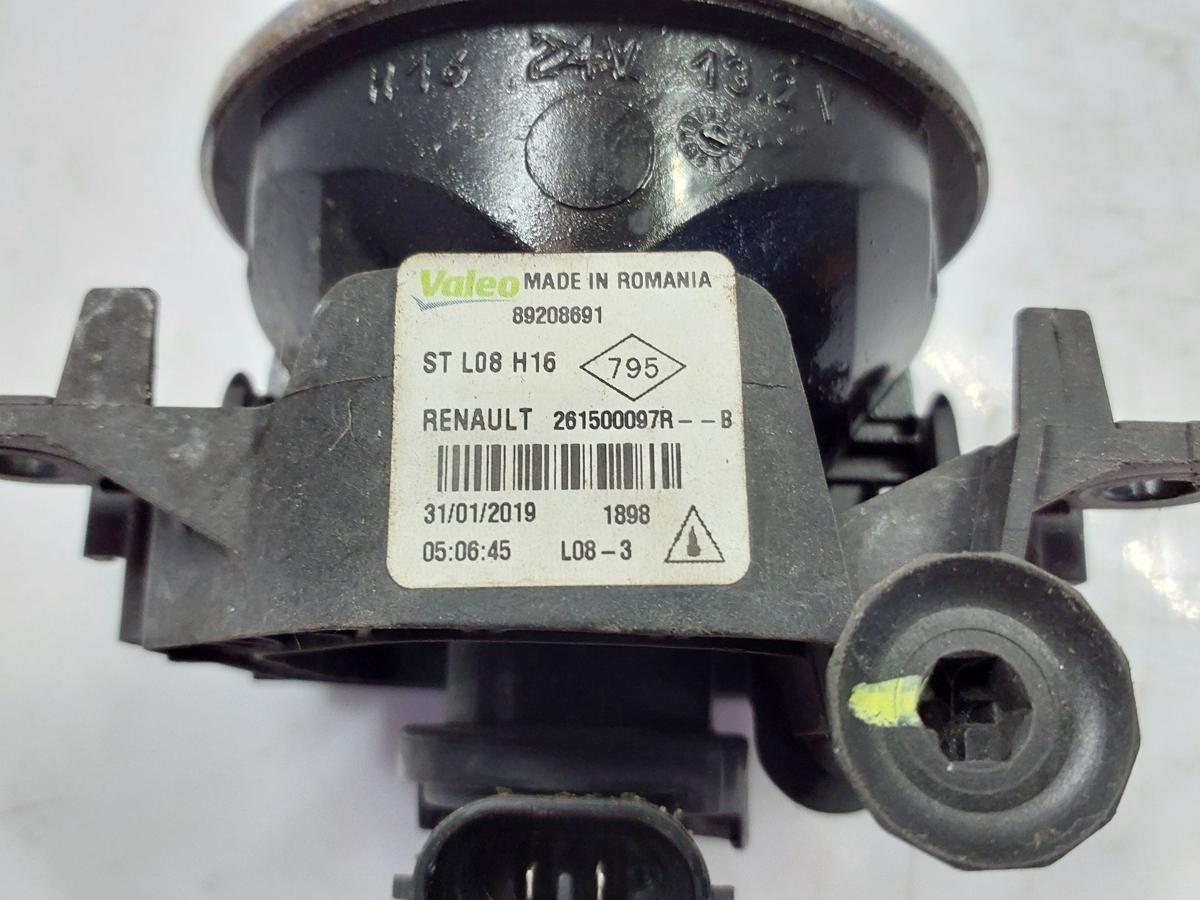 H16 24V 13.2V
Valeo MADE IN ROMANIA
89208691
ST L08 H16 795
RENAULT 261500097R--B
31/01/2019 1898
05:06:45 L08-3